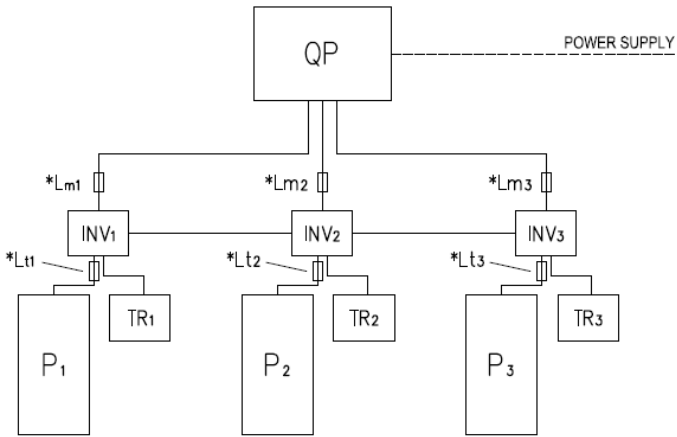 QP
POWER SUPPLY
*Lm1
*Lm2
*Lm3
INV1
INV2
INV3
*Lt1
*Lt2
*Lt3
TR1
TR2
TR3
P1
P2
P3